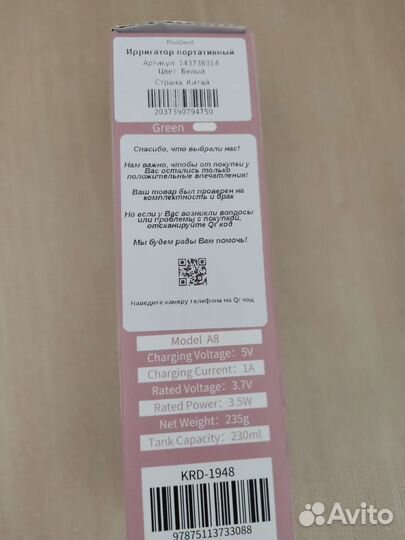 PlusDent
Ирригатор портативный
Артикул: 143738314
Цвет: Белый
Страна: Китай
2037390794750
Green
Спасибо, что выбрали нас!
Нам важно, чтобы от покупки у
Вас остались только
положительные впечатления!
Ваш товар был проверен на
комплектность и брак
Но если у Вас возникли вопросы
или проблемы с покупкой,
отсканируйте Qr код
Мы будем рады Вам помочь!
Наведите камеру телефона на Qr код
Model A8
Charging Voltage: 5V
Charging Current: 1A
Rated Voltage: 3.7V
Rated Power: 3.5W
Net Weight: 235g
Tank Capacity: 230ml
KRD-1948
97875113733088
Avito